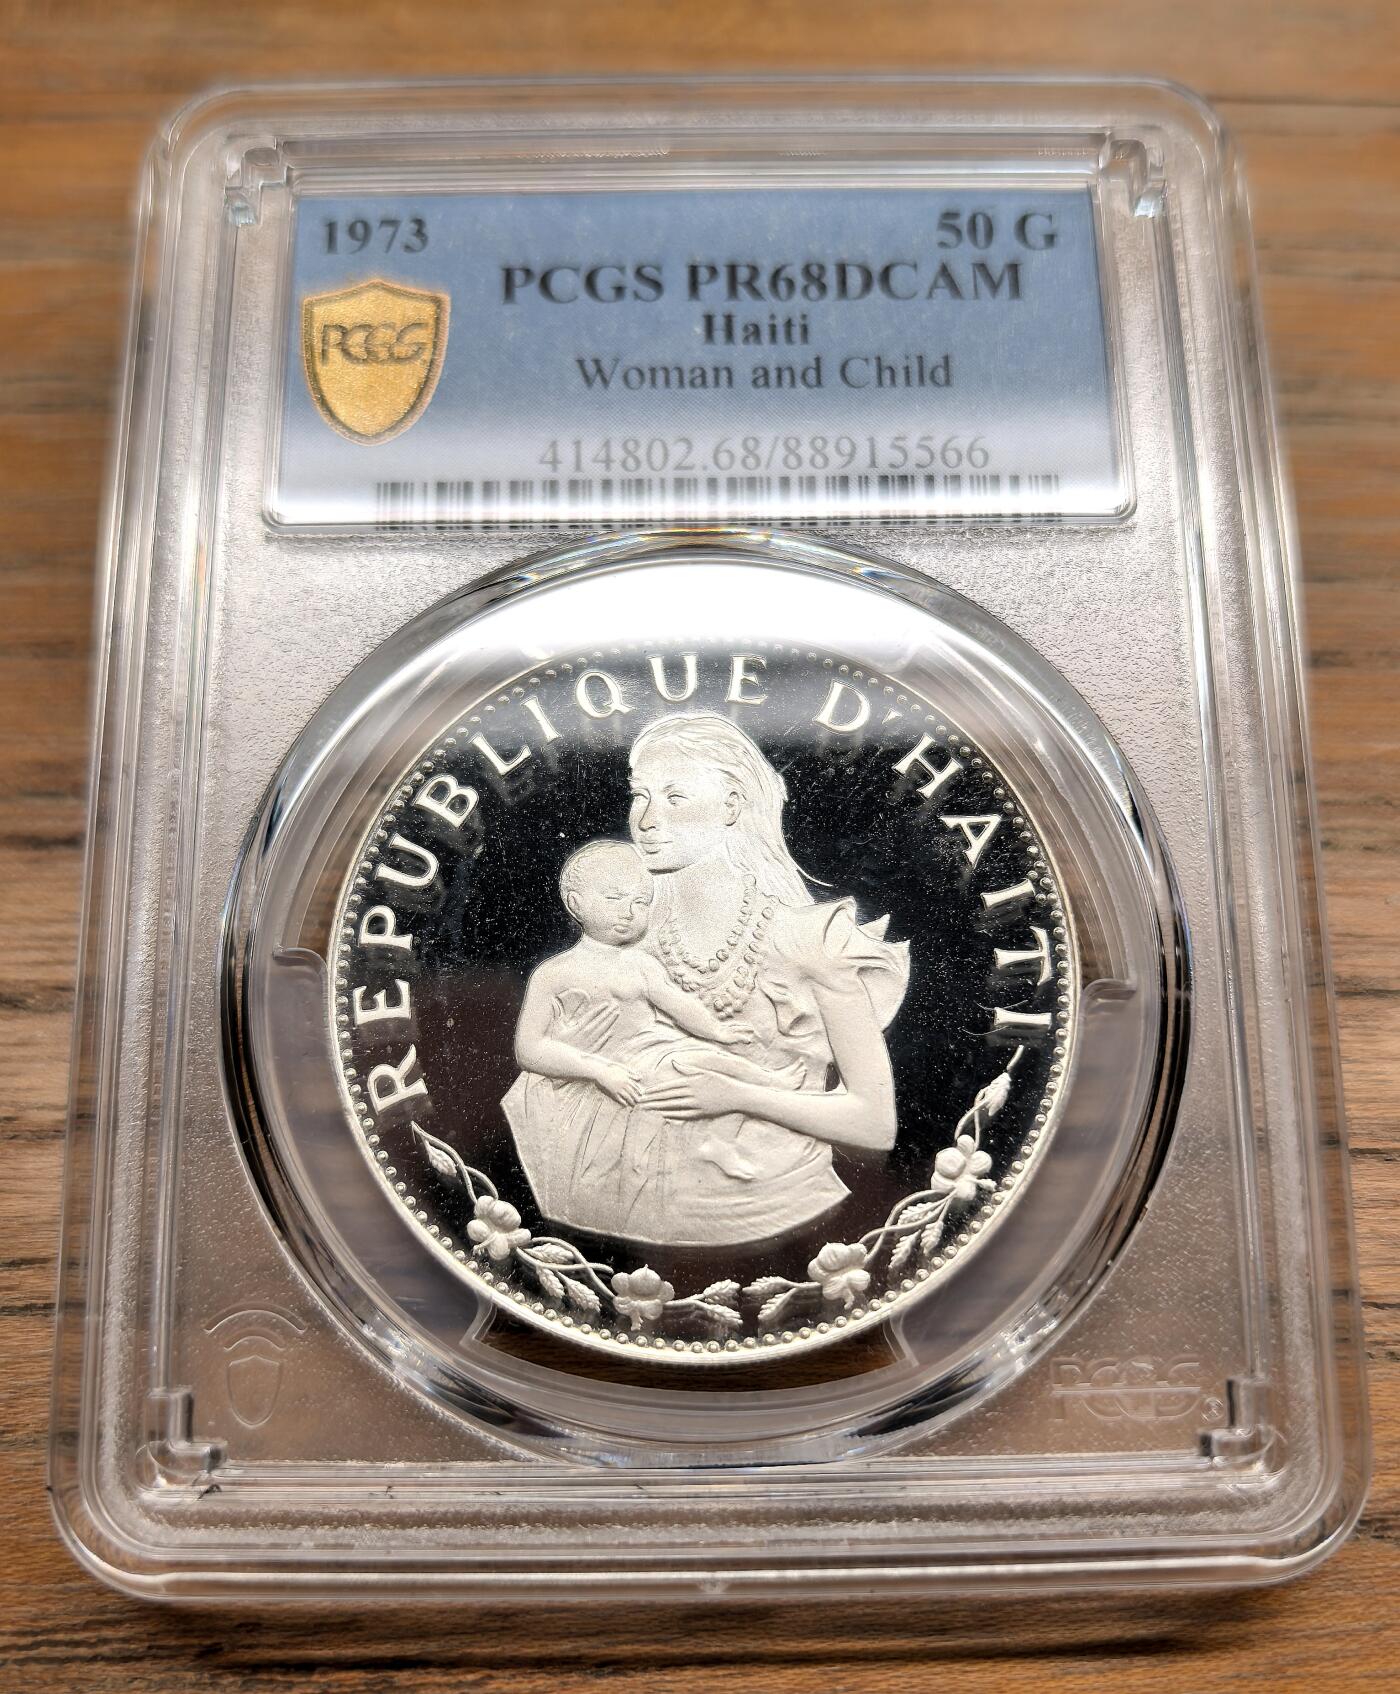 1973 50 G
PCGS PR68DCAM
PCGS
Haiti
Woman and Child
414802.68/88915566
REPUBLIQUE D'HAITI
PCGS